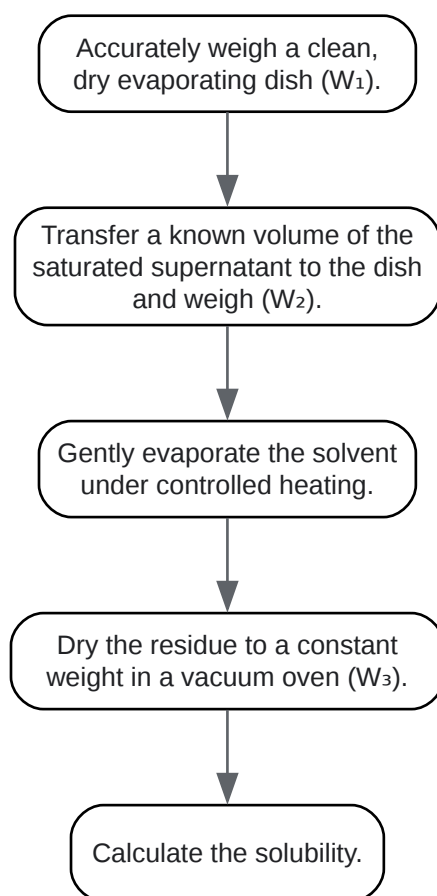 Accurately weigh a clean,
dry evaporating dish (W₁).
Transfer a known volume of the
saturated supernatant to the dish
and weigh (W₂).
Gently evaporate the solvent
under controlled heating.
Dry the residue to a constant
weight in a vacuum oven (W₃).
Calculate the solubility.